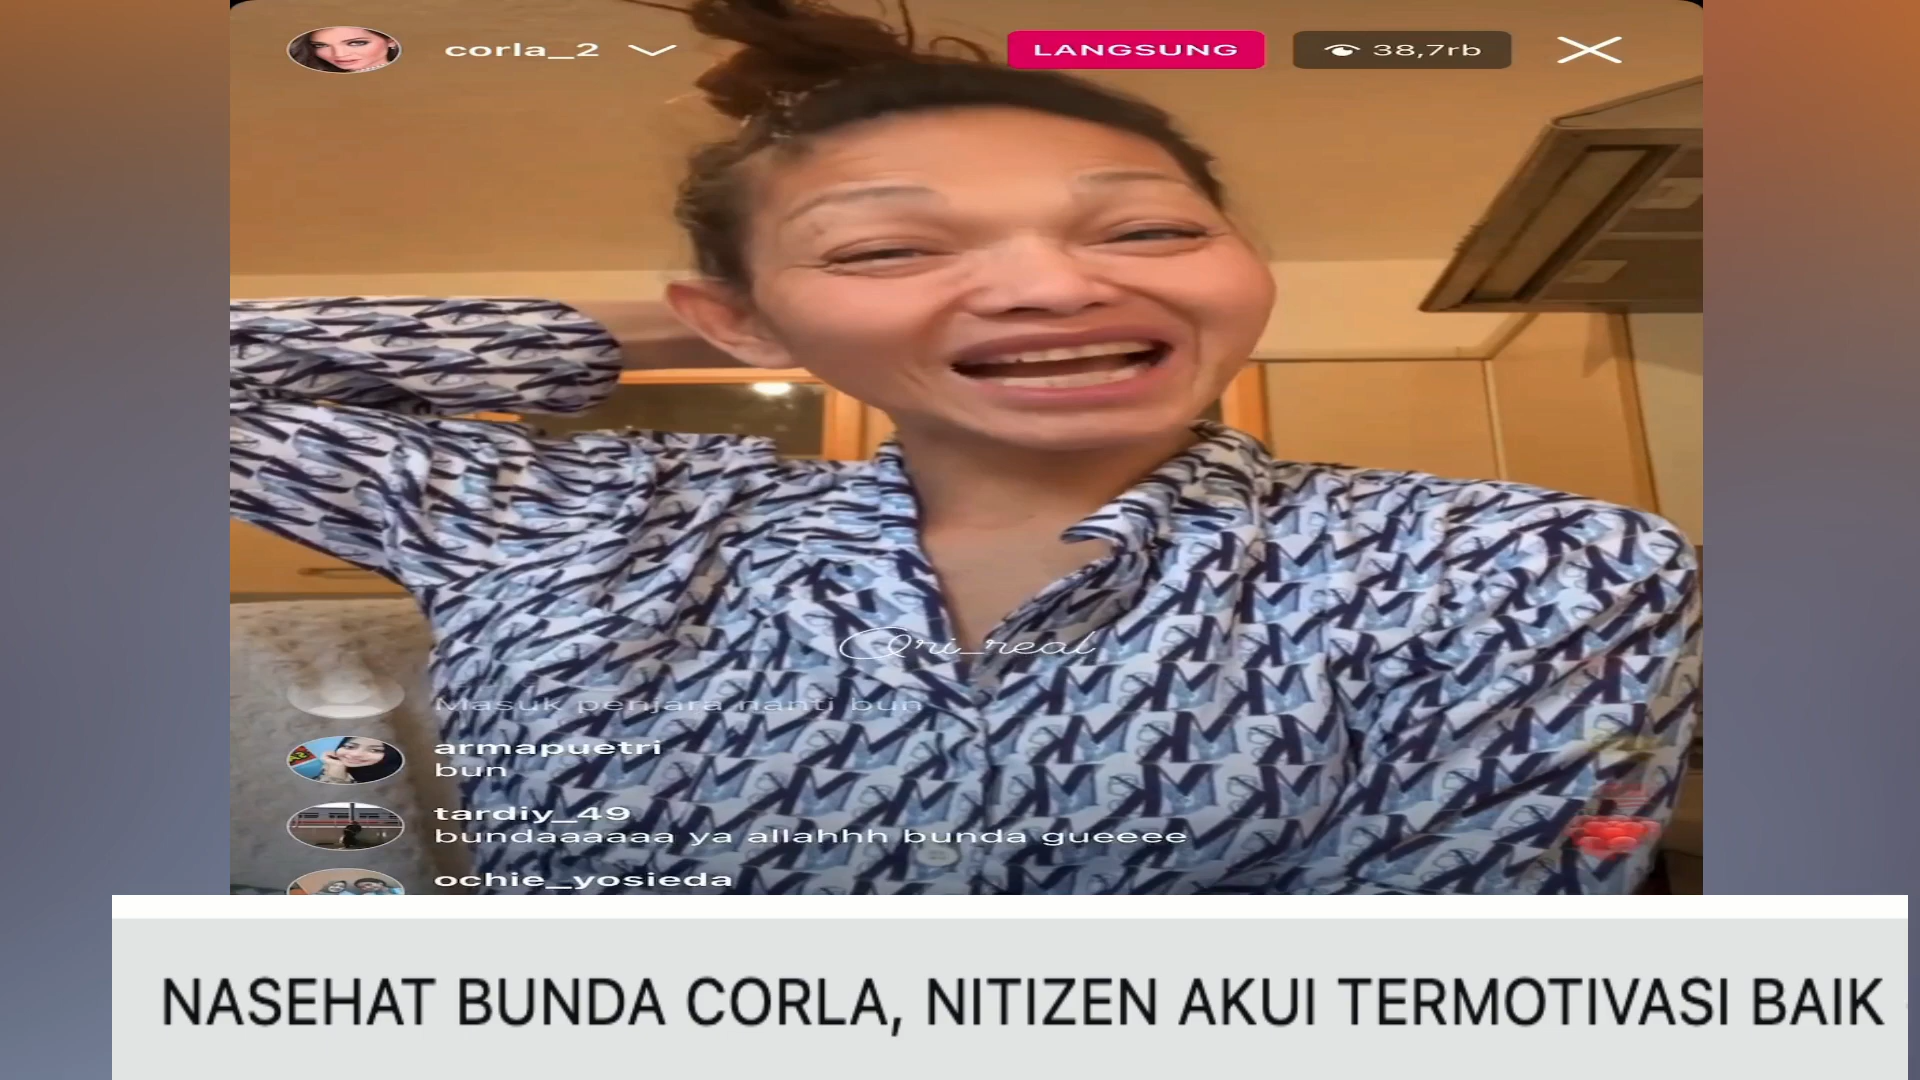 corla_2
LANGSUNG
38,7rb
Qri_real
Masuk penjara nanti bun
armapuetri
bun
tardiy_49
bundaaaaaa ya allahhh bunda gueeee
ochie_yosieda
NASEHAT BUNDA CORLA, NITIZEN AKUI TERMOTIVASI BAIK